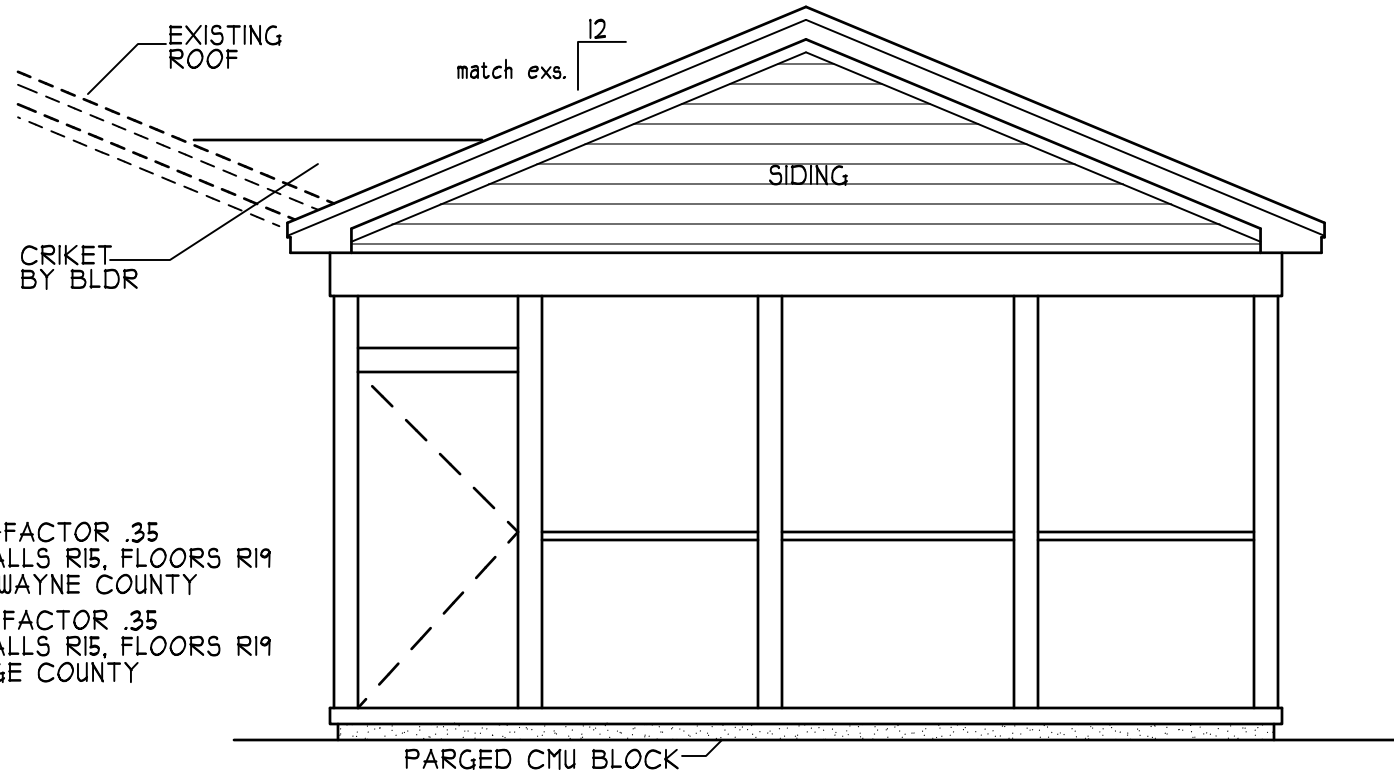 EXISTING
ROOF
12
match exs.
SIDING
CRIKET
BY BLDR
FACTOR .35
ALLS R15, FLOORS R19
WAYNE COUNTY
FACTOR .35
ALLS R15, FLOORS R19
GE COUNTY
PARGED CMU BLOCK